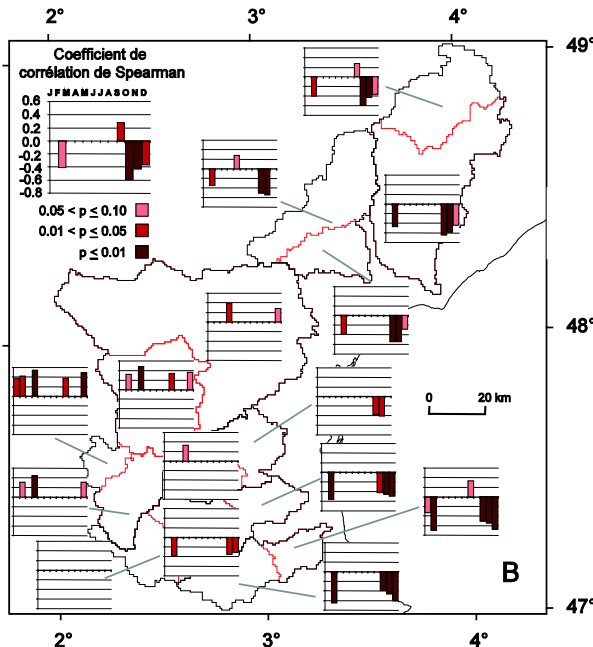 2° 3° 4°
49°
Coefficient de
corrélation de Spearman
JFMAMJJASOND
0.6
0.4
0.2
0.0
-0.2
-0.4
-0.6
-0.8
0.05 < p ≤ 0.10
0.01 < p ≤ 0.05
p ≤ 0.01
48°
0 20 km
B
47°
2° 3° 4°